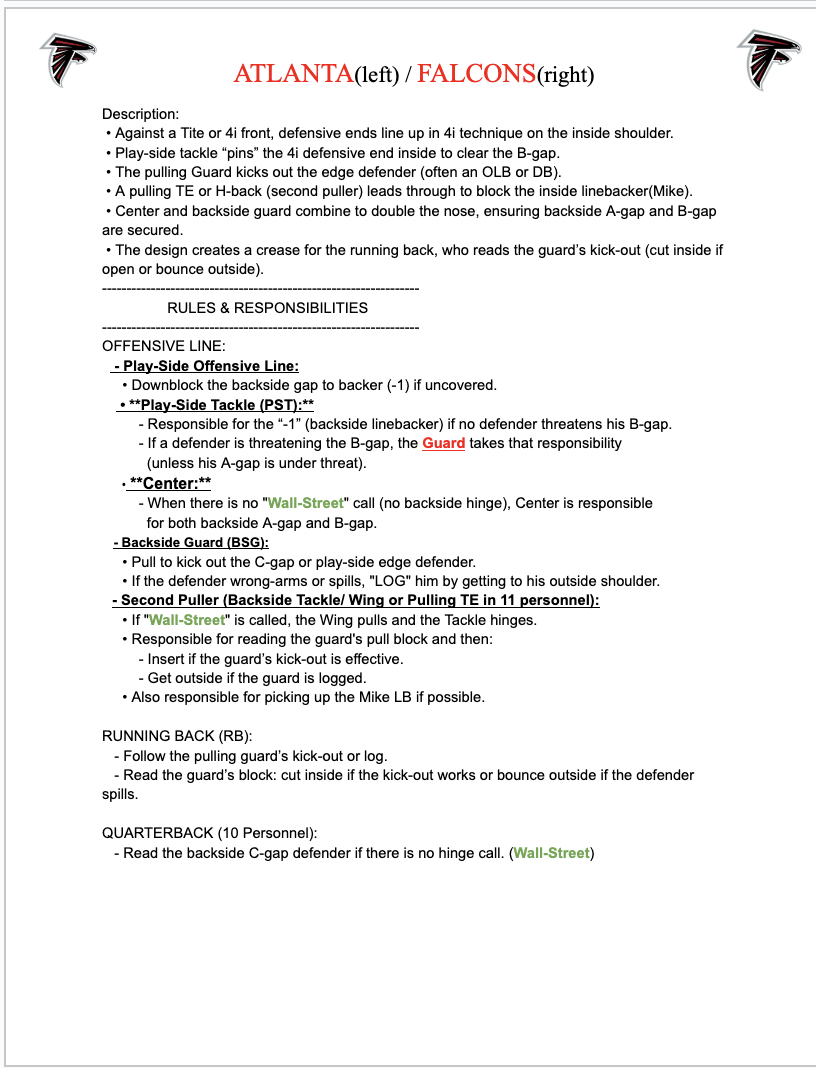 ATLANTA(left) / FALCONS(right)
Description:
• Against a Tite or 4i front, defensive ends line up in 4i technique on the inside shoulder.
• Play-side tackle “pins” the 4i defensive end inside to clear the B-gap.
• The pulling Guard kicks out the edge defender (often an OLB or DB).
• A pulling TE or H-back (second puller) leads through to block the inside linebacker(Mike).
• Center and backside guard combine to double the nose, ensuring backside A-gap and B-gap
are secured.
• The design creates a crease for the running back, who reads the guard’s kick-out (cut inside if
open or bounce outside).
-----------------------------------------------------------------
RULES & RESPONSIBILITIES
-----------------------------------------------------------------
OFFENSIVE LINE:
- Play-Side Offensive Line:
• Downblock the backside gap to backer (-1) if uncovered.
• **Play-Side Tackle (PST):**
- Responsible for the “-1” (backside linebacker) if no defender threatens his B-gap.
- If a defender is threatening the B-gap, the Guard takes that responsibility
(unless his A-gap is under threat).
• **Center:**
- When there is no "Wall-Street" call (no backside hinge), Center is responsible
for both backside A-gap and B-gap.
- Backside Guard (BSG):
• Pull to kick out the C-gap or play-side edge defender.
• If the defender wrong-arms or spills, "LOG" him by getting to his outside shoulder.
- Second Puller (Backside Tackle/ Wing or Pulling TE in 11 personnel):
• If "Wall-Street" is called, the Wing pulls and the Tackle hinges.
• Responsible for reading the guard's pull block and then:
- Insert if the guard’s kick-out is effective.
- Get outside if the guard is logged.
• Also responsible for picking up the Mike LB if possible.
RUNNING BACK (RB):
- Follow the pulling guard’s kick-out or log.
- Read the guard’s block: cut inside if the kick-out works or bounce outside if the defender
spills.
QUARTERBACK (10 Personnel):
- Read the backside C-gap defender if there is no hinge call. (Wall-Street)